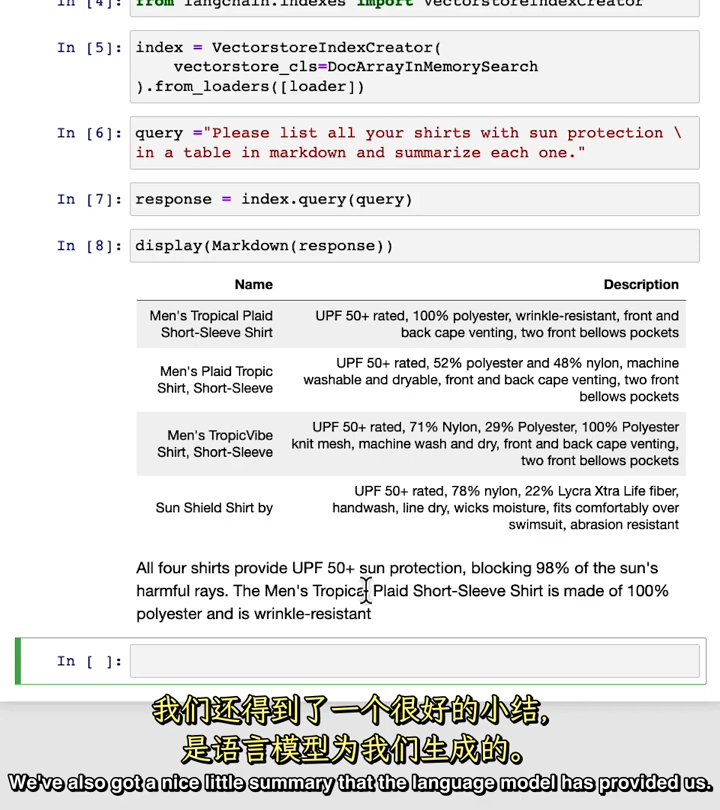 In [4]: from langchain.indexes import VectorstoreIndexCreator
In [5]: index = VectorstoreIndexCreator(
vectorstore_cls=DocArrayInMemorySearch
).from_loaders([loader])
In [6]: query ="Please list all your shirts with sun protection \
in a table in markdown and summarize each one."
In [7]: response = index.query(query)
In [8]: display(Markdown(response))
Name Description
Men's Tropical Plaid UPF 50+ rated, 100% polyester, wrinkle-resistant, front and
Short-Sleeve Shirt back cape venting, two front bellows pockets
UPF 50+ rated, 52% polyester and 48% nylon, machine
Men's Plaid Tropic washable and dryable, front and back cape venting, two front
Shirt, Short-Sleeve bellows pockets
UPF 50+ rated, 71% Nylon, 29% Polyester, 100% Polyester
Men's TropicVibe knit mesh, machine wash and dry, front and back cape venting,
Shirt, Short-Sleeve two front bellows pockets
UPF 50+ rated, 78% nylon, 22% Lycra Xtra Life fiber,
Sun Shield Shirt by handwash, line dry, wicks moisture, fits comfortably over
swimsuit, abrasion resistant
All four shirts provide UPF 50+ sun protection, blocking 98% of the sun's
harmful rays. The Men's Tropical Plaid Short-Sleeve Shirt is made of 100%
polyester and is wrinkle-resistant
In [ ]:
我们还得到了一个很好的小结,
是语言模型为我们生成的。
We've also got a nice little summary that the language model has provided us.